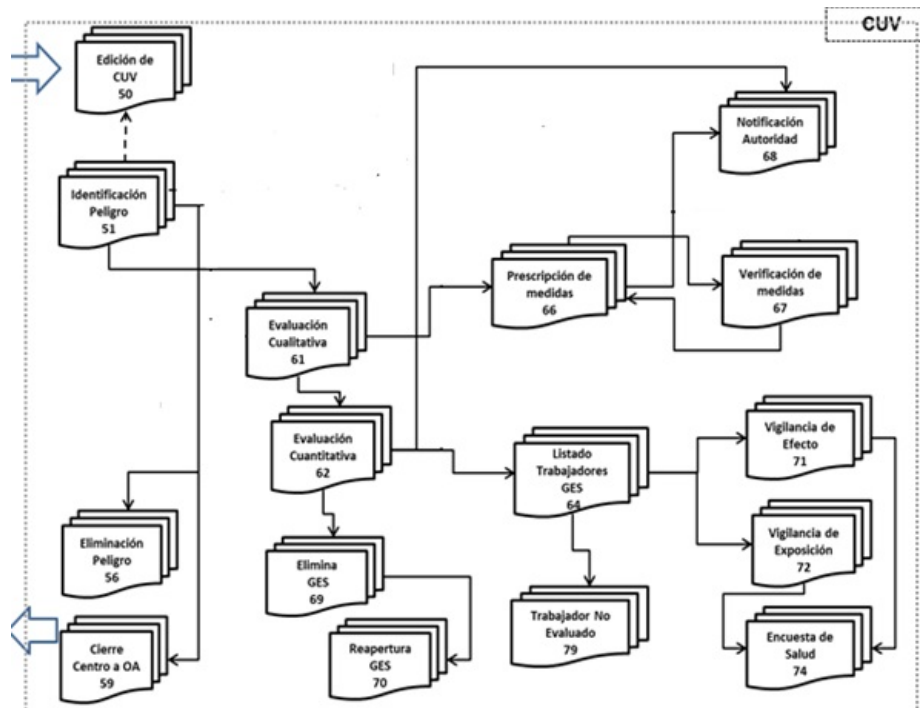 CUV
Edición de
CUV
50
Notificación
Autoridad
68
Identificación
Peligro
51
Prescripción de
medidas
66
Verificación de
medidas
67
Evaluación
Cualitativa
61
Evaluación
Cuantitativa
62
Listado
Trabajadores
GES
64
Vigilancia de
Efecto
71
Eliminación
Peligro
56
Elimina
GES
69
Vigilancia
de Exposición
72
Trabajador No
Evaluado
79
Cierre
Centro a OA
59
Reapertura
GES
70
Encuesta de
Salud
74